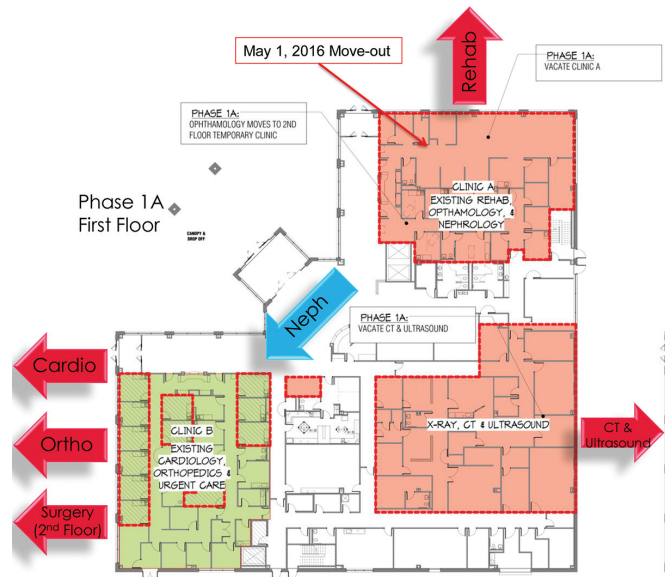 Rehab
May 1, 2016 Move-out
PHASE 1A:
VACATE CLINIC A
PHASE 1A:
OPHTHAMOLOGY MOVES TO 2ND
FLOOR TEMPORARY CLINIC
CLINIC A
EXISTING REHAB,
OPTHAMOLOGY, &
NEPHROLOGY
Phase 1A
First Floor
CANOPY &
DROP OFF
Neph
PHASE 1A:
VACATE CT & ULTRASOUND
Cardio
Ortho
Surgery
(2nd Floor)
CLINIC B
EXISTING
CARDIOLOGY,
ORTHOPEDICS &
URGENT CARE
X-RAY, CT & ULTRASOUND
CT &
Ultrasound